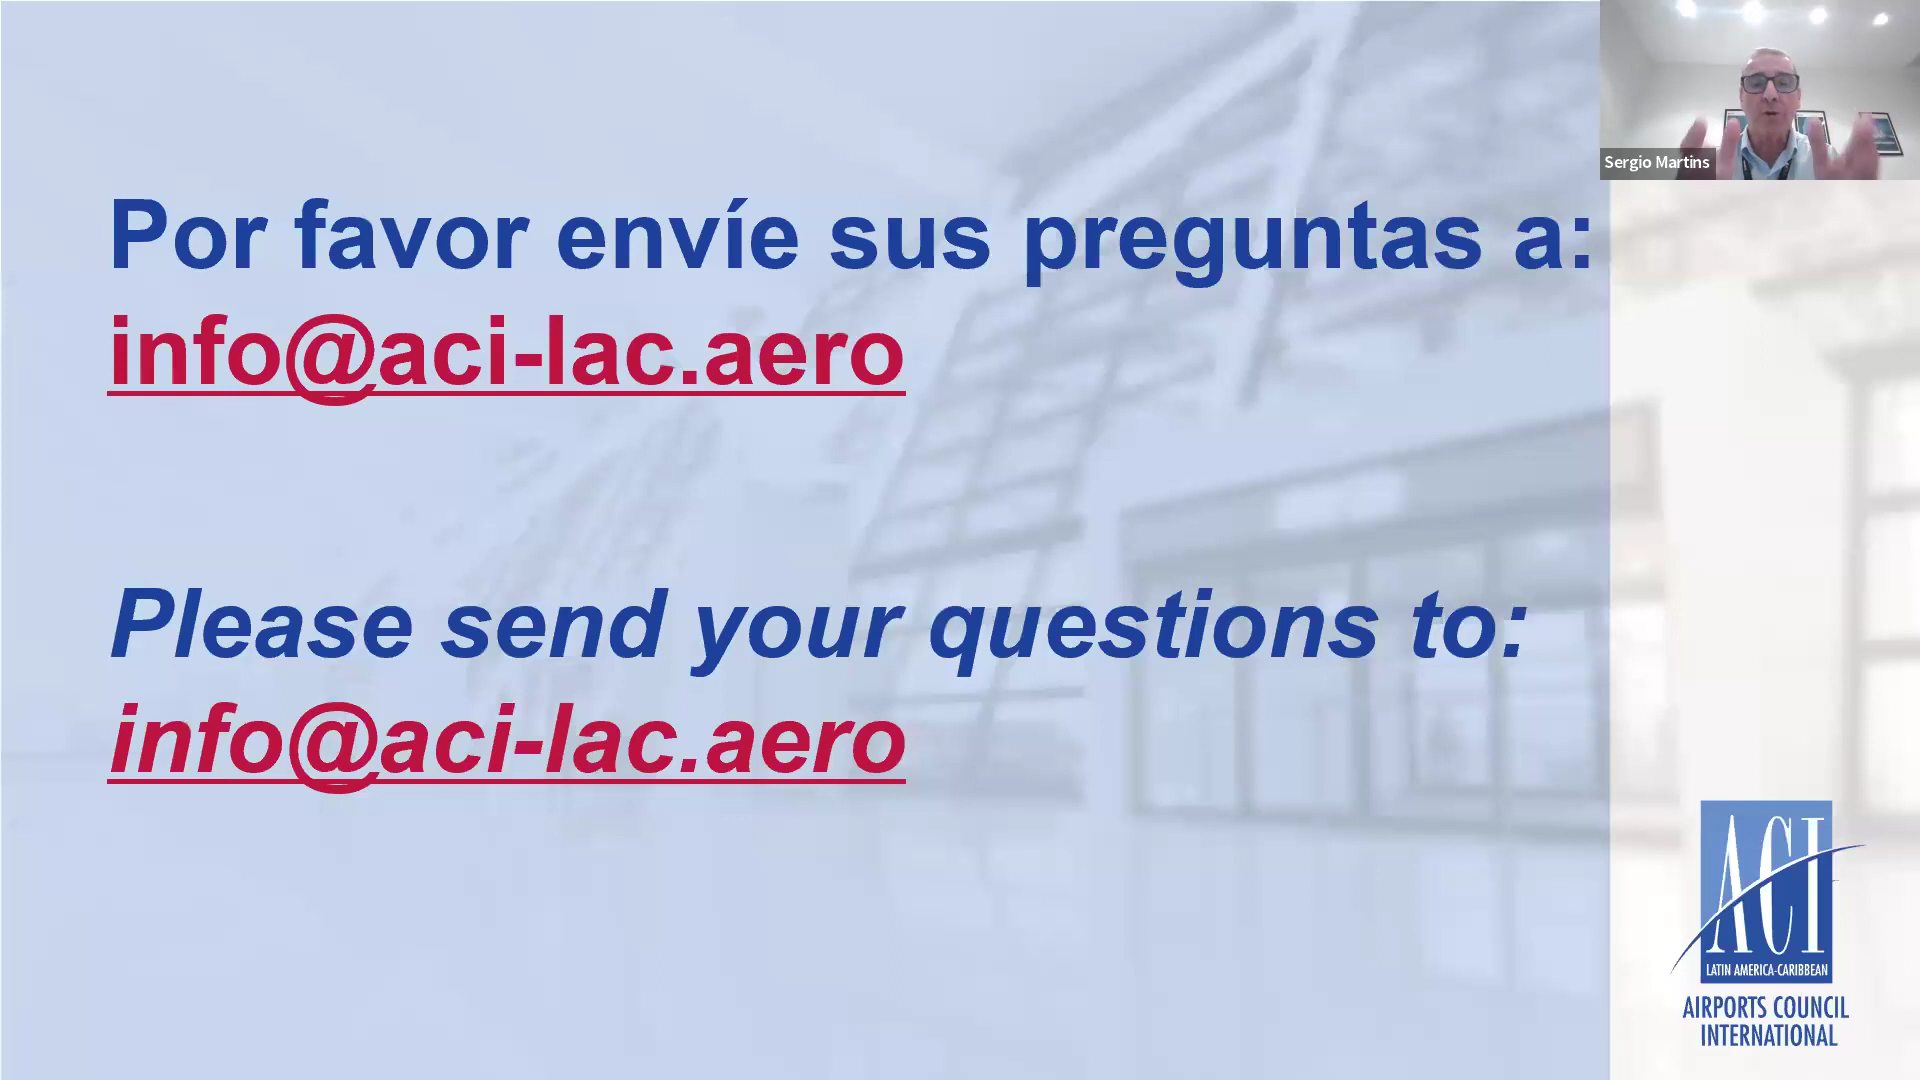 Por favor envíe sus preguntas a:
info@aci-lac.aero
Please send your questions to:
info@aci-lac.aero
Sergio Martins
ACI
LATIN AMERICA-CARIBBEAN
AIRPORTS COUNCIL
INTERNATIONAL